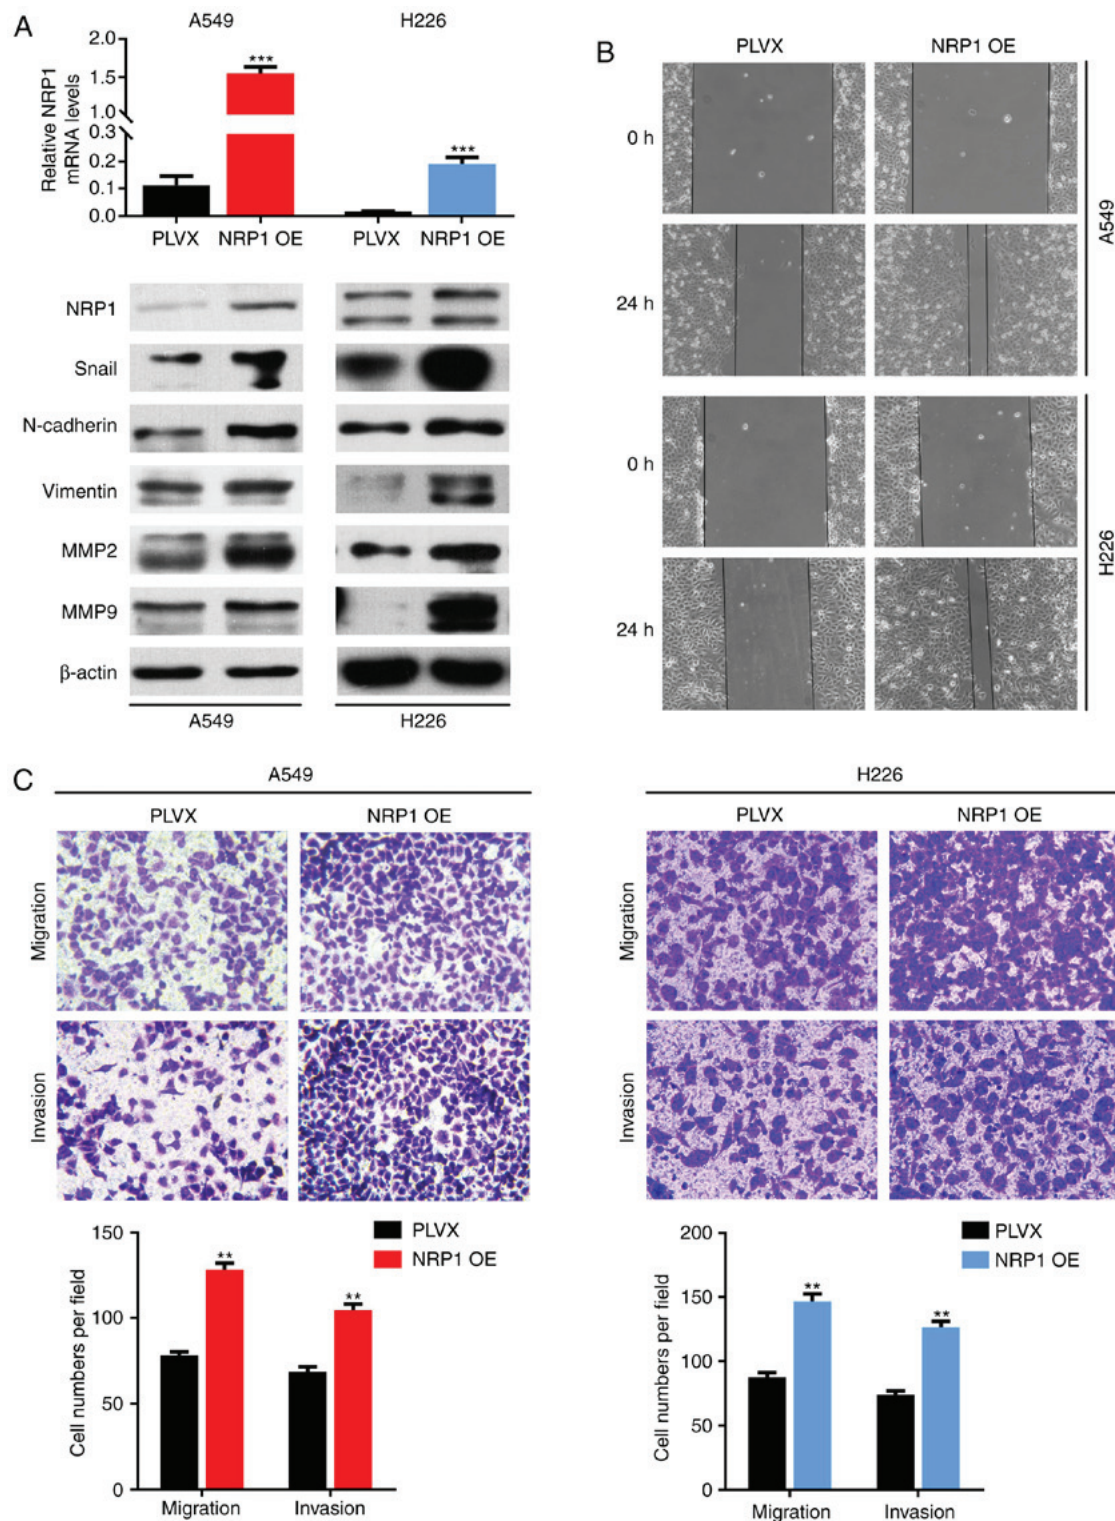 A
A549
H226
Relative NRP1
mRNA levels
2.0
1.5
1.0
0.3
0.2
0.1
0.0
***
***
PLVX
NRP1 OE
PLVX
NRP1 OE
NRP1
Snail
N-cadherin
Vimentin
MMP2
MMP9
β-actin
A549
H226
B
PLVX
NRP1 OE
0 h
24 h
A549
0 h
24 h
H226
C
A549
PLVX
NRP1 OE
Migration
Invasion
H226
PLVX
NRP1 OE
Migration
Invasion
Cell numbers per field
150
100
50
0
**
**
PLVX
NRP1 OE
Migration
Invasion
Cell numbers per field
200
150
100
50
0
**
**
PLVX
NRP1 OE
Migration
Invasion